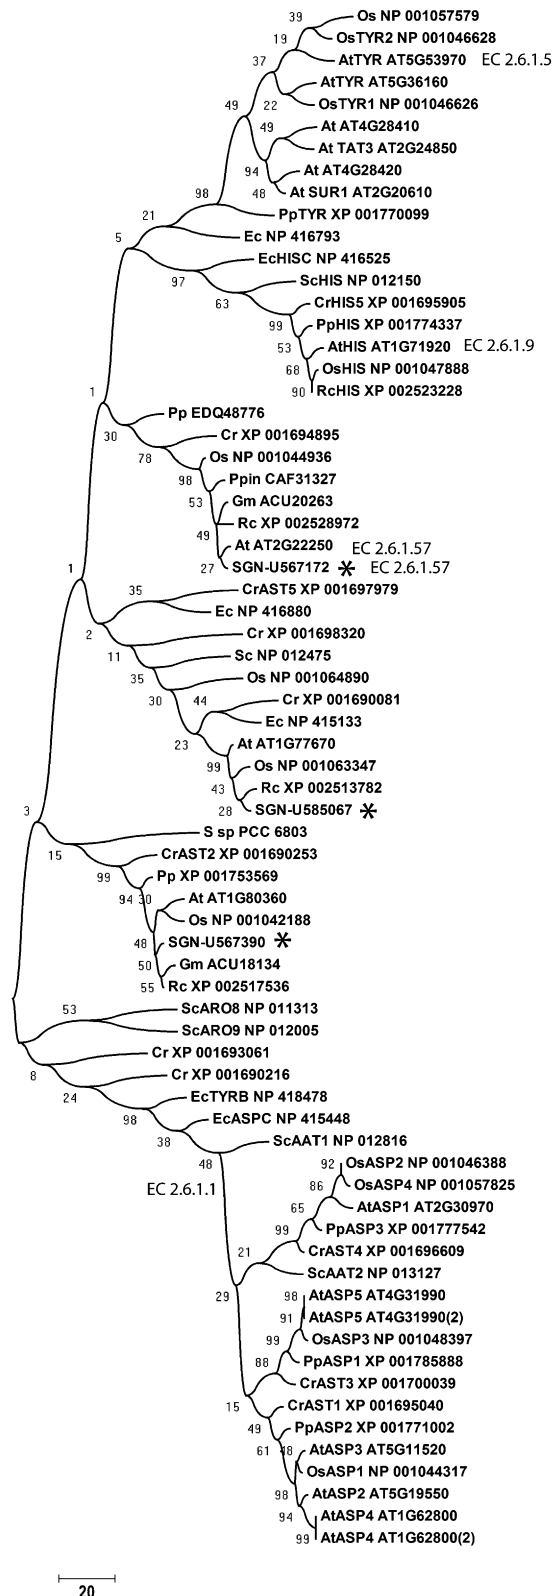 39
Os NP 001057579
19
OsTYR2 NP 001046628
37
AtTYR AT5G53970 EC 2.6.1.5
AtTYR AT5G36160
22
OsTYR1 NP 001046626
49
At AT4G28410
49
At TAT3 AT2G24850
94
At AT4G28420
48
At SUR1 AT2G20610
98
PpTYR XP 001770099
21
Ec NP 416793
5
EcHISC NP 416525
97
ScHIS NP 012150
63
CrHIS5 XP 001695905
99
PpHIS XP 001774337
53
AtHIS AT1G71920 EC 2.6.1.9
68
OsHIS NP 001047888
90
RcHIS XP 002523228
1
Pp EDQ48776
30
Cr XP 001694895
78
Os NP 001044936
98
Ppin CAF31327
53
Gm ACU20263
Rc XP 002528972
49
At AT2G22250 EC 2.6.1.57
27
SGN-U567172 * EC 2.6.1.57
1
35
CrAST5 XP 001697979
Ec NP 416880
2
Cr XP 001698320
11
Sc NP 012475
35
Os NP 001064890
30
44
Cr XP 001690081
Ec NP 415133
23
At AT1G77670
99
Os NP 001063347
43
Rc XP 002513782
28
SGN-U585067 *
3
S sp PCC 6803
15
CrAST2 XP 001690253
99
Pp XP 001753569
94 30
At AT1G80360
Os NP 001042188
48
SGN-U567390 *
50
Gm ACU18134
55
Rc XP 002517536
53
ScARO8 NP 011313
ScARO9 NP 012005
Cr XP 001693061
8
Cr XP 001690216
24
EcTYRB NP 418478
98
EcASPC NP 415448
38
ScAAT1 NP 012816
48
92
OsASP2 NP 001046388
EC 2.6.1.1
86
OsASP4 NP 001057825
65
AtASP1 AT2G30970
99
PpASP3 XP 001777542
21
CrAST4 XP 001696609
ScAAT2 NP 013127
29
98
AtASP5 AT4G31990
91
AtASP5 AT4G31990(2)
99
OsASP3 NP 001048397
88
PpASP1 XP 001785888
CrAST3 XP 001700039
15
CrAST1 XP 001695040
49
PpASP2 XP 001771002
61 48
AtASP3 AT5G11520
OsASP1 NP 001044317
98
AtASP2 AT5G19550
94
AtASP4 AT1G62800
99
AtASP4 AT1G62800(2)
20